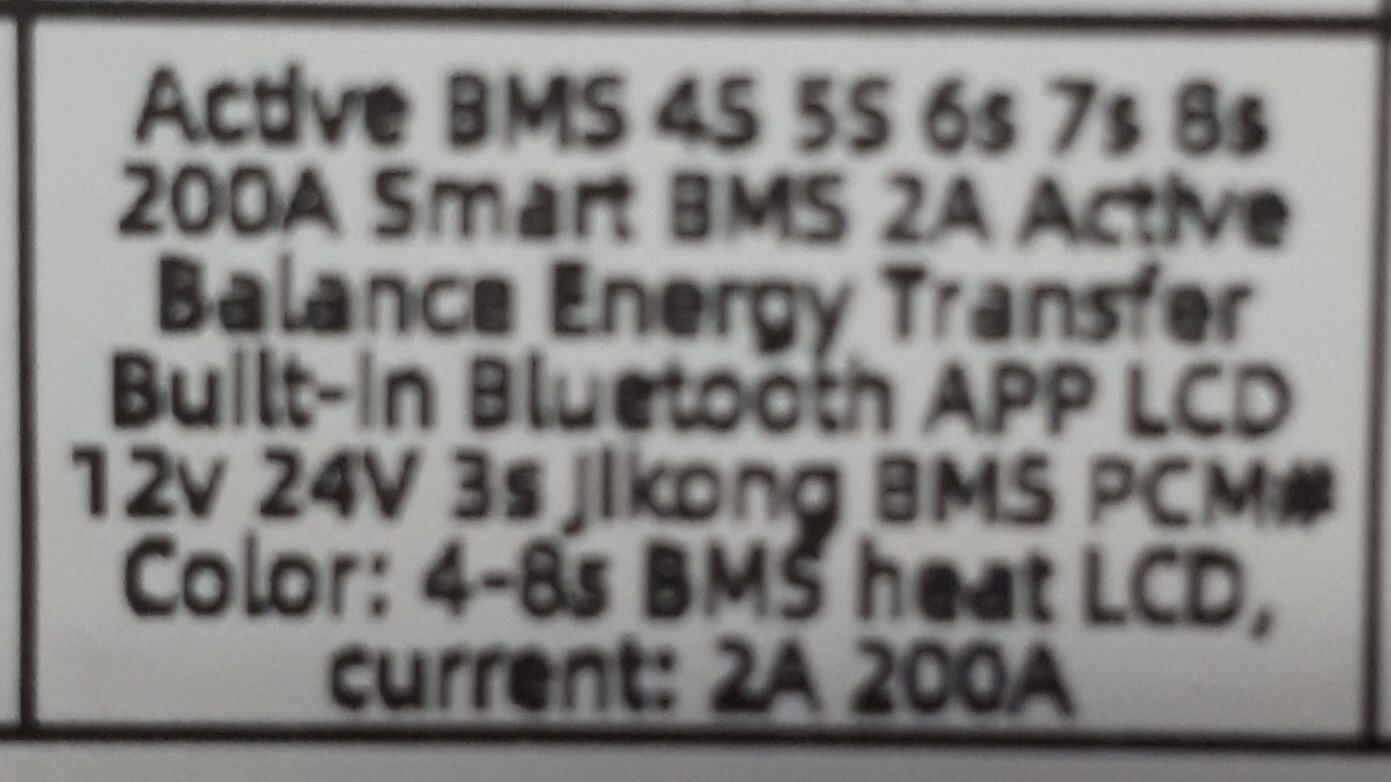 Active BMS 4S 5S 6s 7s 8s
200A Smart BMS 2A Active
Balance Energy Transfer
Built-in Bluetooth APP LCD
12v 24V 3s Jikong BMS PCM#
Color: 4-8s BMS heat LCD,
current: 2A 200A